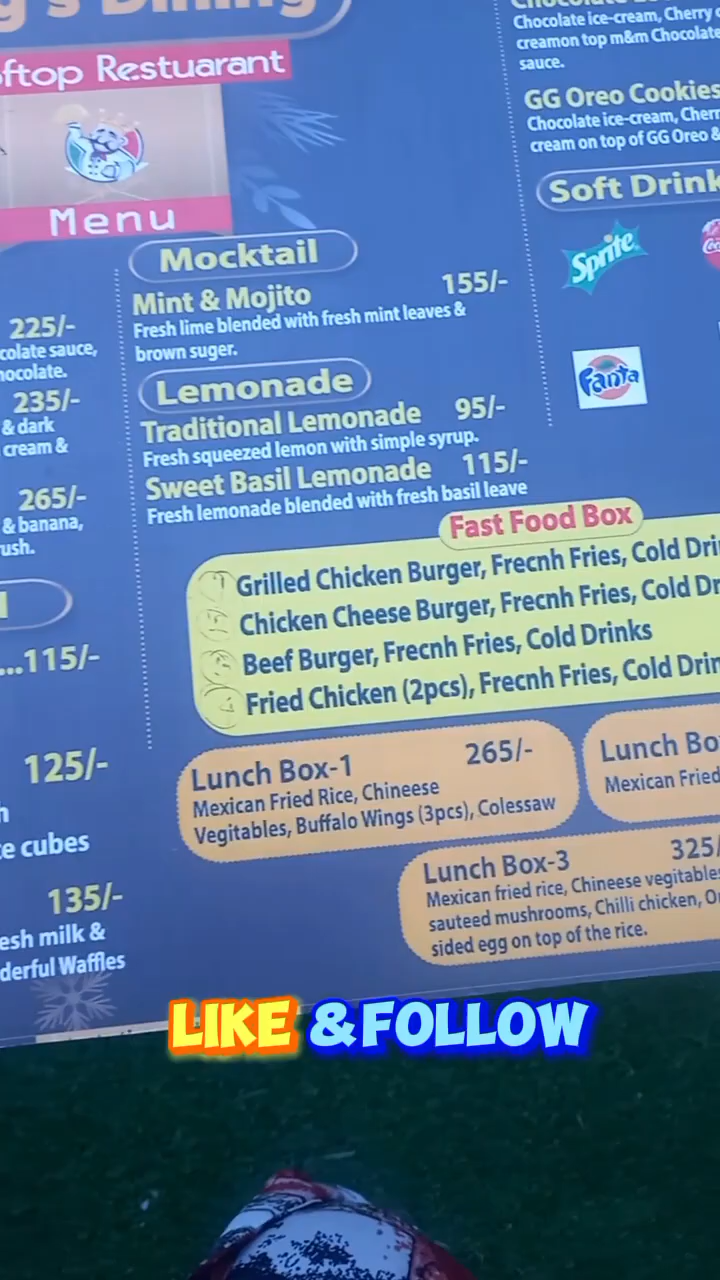 g's Dining
ftop Restuarant
Menu
225/-
colate sauce,
hocolate.
235/-
& dark
cream &
265/-
& banana,
ush.
...115/-
125/-
e cubes
135/-
esh milk &
derful Waffles
Mocktail
Mint & Mojito 155/-
Fresh lime blended with fresh mint leaves &
brown suger.
Lemonade
Traditional Lemonade 95/-
Fresh squeezed lemon with simple syrup.
Sweet Basil Lemonade 115/-
Fresh lemonade blended with fresh basil leave
Chocolate ice-cream, Cherry
creamon top m&m Chocolate
sauce.
GG Oreo Cookies
Chocolate ice-cream, Cherr
cream on top of GG Oreo &
Soft Drink
Sprite
Fanta
Fast Food Box
Grilled Chicken Burger, Frecnh Fries, Cold Dri
Chicken Cheese Burger, Frecnh Fries, Cold Dr
Beef Burger, Frecnh Fries, Cold Drinks
Fried Chicken (2pcs), Frecnh Fries, Cold Drin
Lunch Box-1 265/-
Mexican Fried Rice, Chineese
Vegitables, Buffalo Wings (3pcs), Colessaw
Lunch Bo
Mexican Fried
Lunch Box-3 325/
Mexican fried rice, Chineese vegitables
sauteed mushrooms, Chilli chicken, O
sided egg on top of the rice.
LIKE &FOLLOW